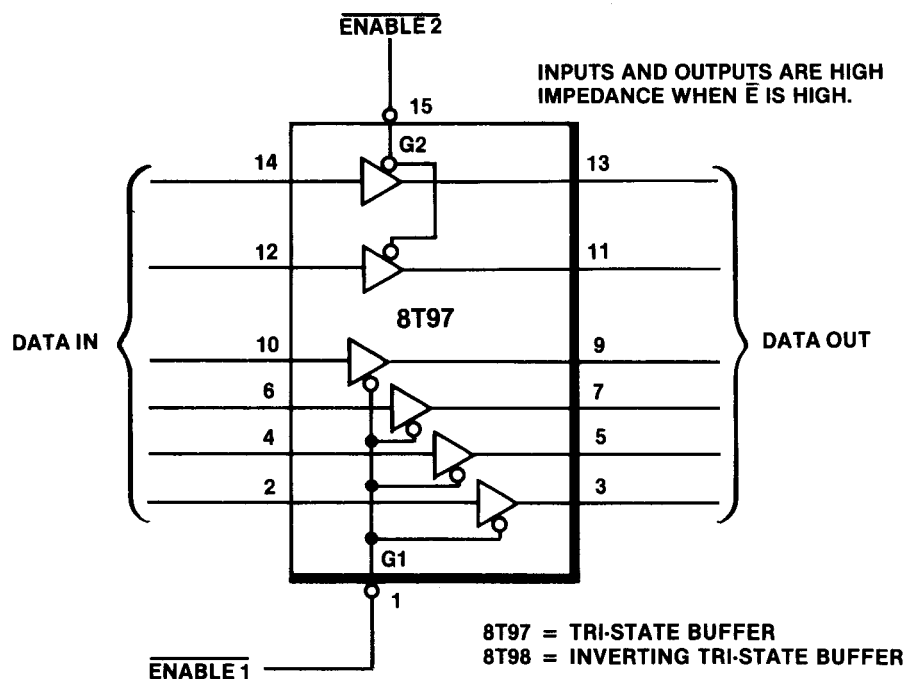 ENABLE 2
INPUTS AND OUTPUTS ARE HIGH
IMPEDANCE WHEN E̅ IS HIGH.
15
G2
14
13
12
11
8T97
DATA IN
DATA OUT
10
9
6
7
4
5
2
3
G1
1
8T97 = TRI-STATE BUFFER
8T98 = INVERTING TRI-STATE BUFFER
ENABLE 1